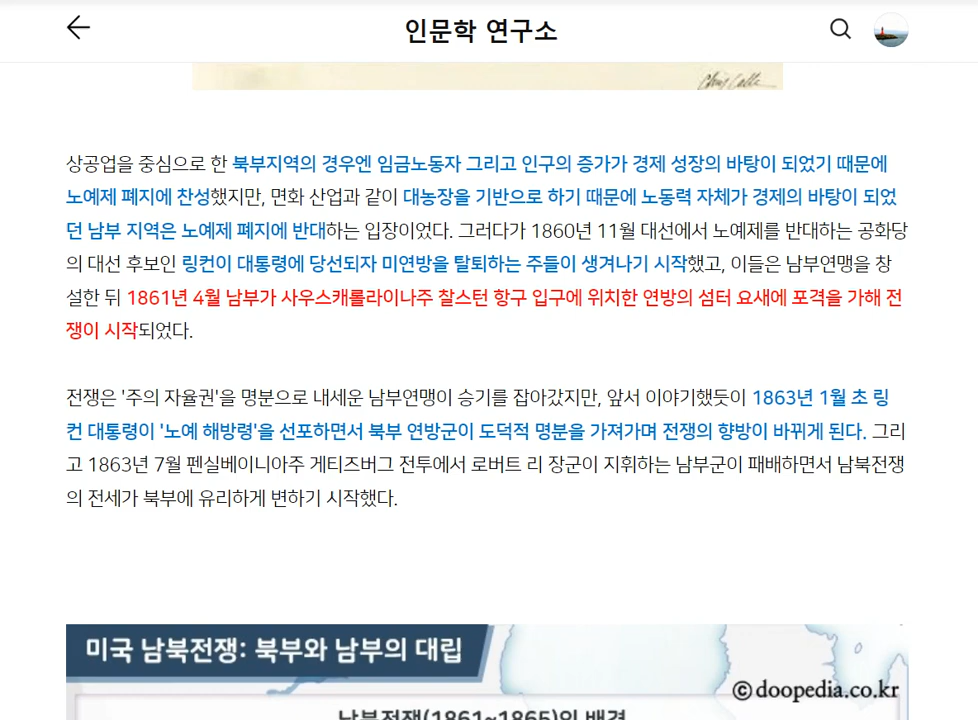 인문학 연구소
상공업을 중심으로 한 북부지역의 경우엔 임금노동자 그리고 인구의 증가가 경제 성장의 바탕이 되었기 때문에
노예제 폐지에 찬성했지만, 면화 산업과 같이 대농장을 기반으로 하기 때문에 노동력 자체가 경제의 바탕이 되었
던 남부 지역은 노예제 폐지에 반대하는 입장이었다. 그러다가 1860년 11월 대선에서 노예제를 반대하는 공화당
의 대선 후보인 링컨이 대통령에 당선되자 미연방을 탈퇴하는 주들이 생겨나기 시작했고, 이들은 남부연맹을 창
설한 뒤 1861년 4월 남부가 사우스캐롤라이나주 찰스턴 항구 입구에 위치한 연방의 섬터 요새에 포격을 가해 전
쟁이 시작되었다.
전쟁은 '주의 자율권'을 명분으로 내세운 남부연맹이 승기를 잡아갔지만, 앞서 이야기했듯이 1863년 1월 초 링
컨 대통령이 '노예 해방령'을 선포하면서 북부 연방군이 도덕적 명분을 가져가며 전쟁의 향방이 바뀌게 된다. 그리
고 1863년 7월 펜실베이니아주 게티즈버그 전투에서 로버트 리 장군이 지휘하는 남부군이 패배하면서 남북전쟁
의 전세가 북부에 유리하게 변하기 시작했다.
미국 남북전쟁: 북부와 남부의 대립
ⓒdoopedia.co.kr
남북전쟁(1861~1865)의 배경